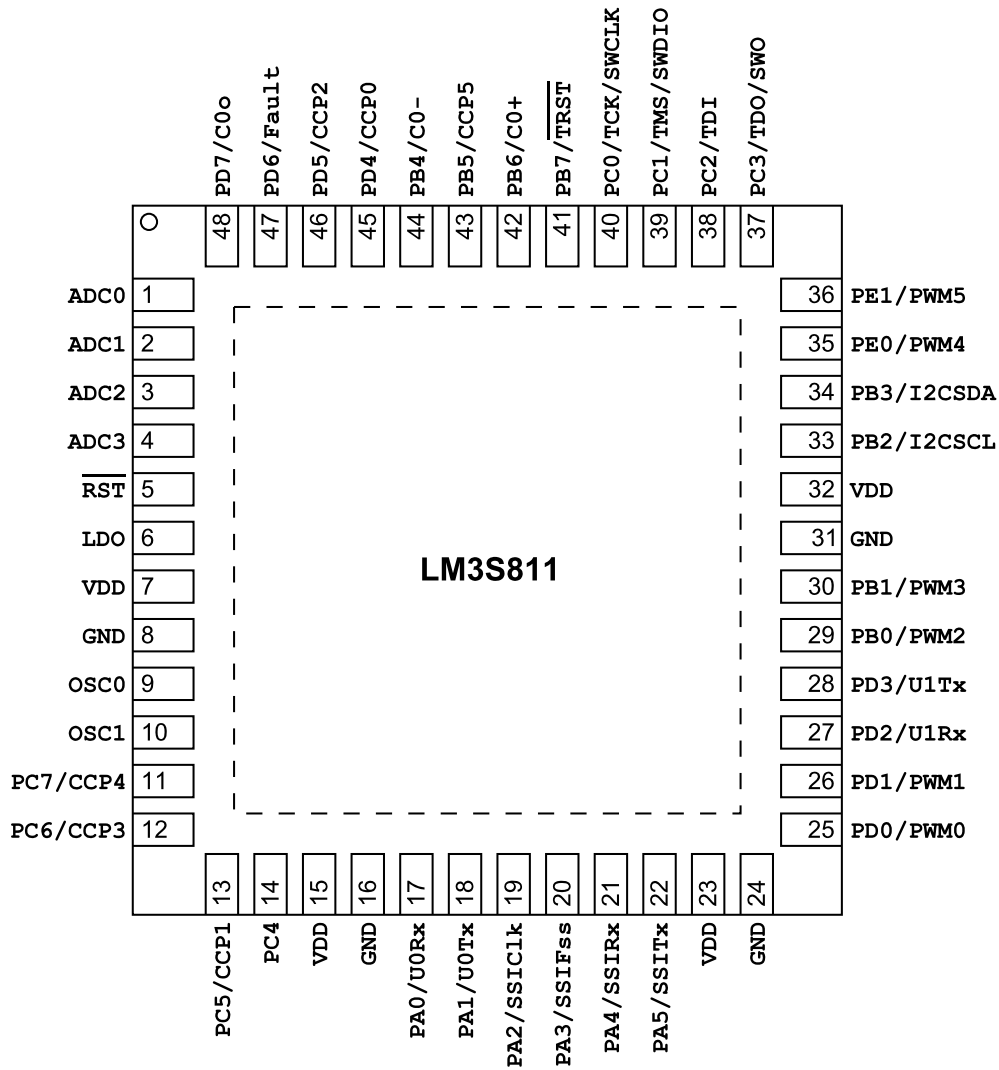 PD7/C0o
PD6/Fault
PD5/CCP2
PD4/CCP0
PB4/C0-
PB5/CCP5
PB6/C0+
PB7/TRST
PC0/TCK/SWCLK
PC1/TMS/SWDIO
PC2/TDI
PC3/TDO/SWO
48
47
46
45
44
43
42
41
40
39
38
37
ADC0 1
ADC1 2
ADC2 3
ADC3 4
RST 5
LDO 6
VDD 7
GND 8
OSC0 9
OSC1 10
PC7/CCP4 11
PC6/CCP3 12
LM3S811
36 PE1/PWM5
35 PE0/PWM4
34 PB3/I2CSDA
33 PB2/I2CSCL
32 VDD
31 GND
30 PB1/PWM3
29 PB0/PWM2
28 PD3/U1Tx
27 PD2/U1Rx
26 PD1/PWM1
25 PD0/PWM0
13
14
15
16
17
18
19
20
21
22
23
24
PC5/CCP1
PC4
VDD
GND
PA0/U0Rx
PA1/U0Tx
PA2/SSIClk
PA3/SSIFss
PA4/SSIRx
PA5/SSITx
VDD
GND